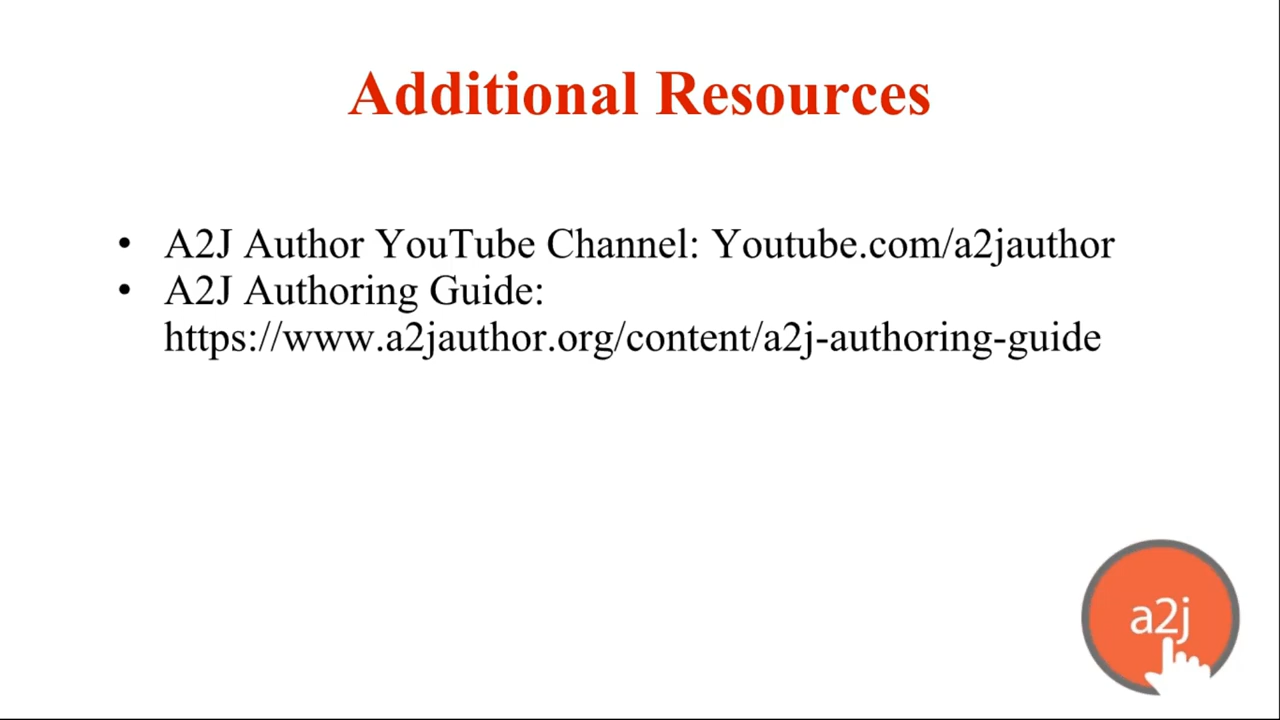 Additional Resources
• A2J Author YouTube Channel: Youtube.com/a2jauthor
• A2J Authoring Guide:
https://www.a2jauthor.org/content/a2j-authoring-guide
a2j